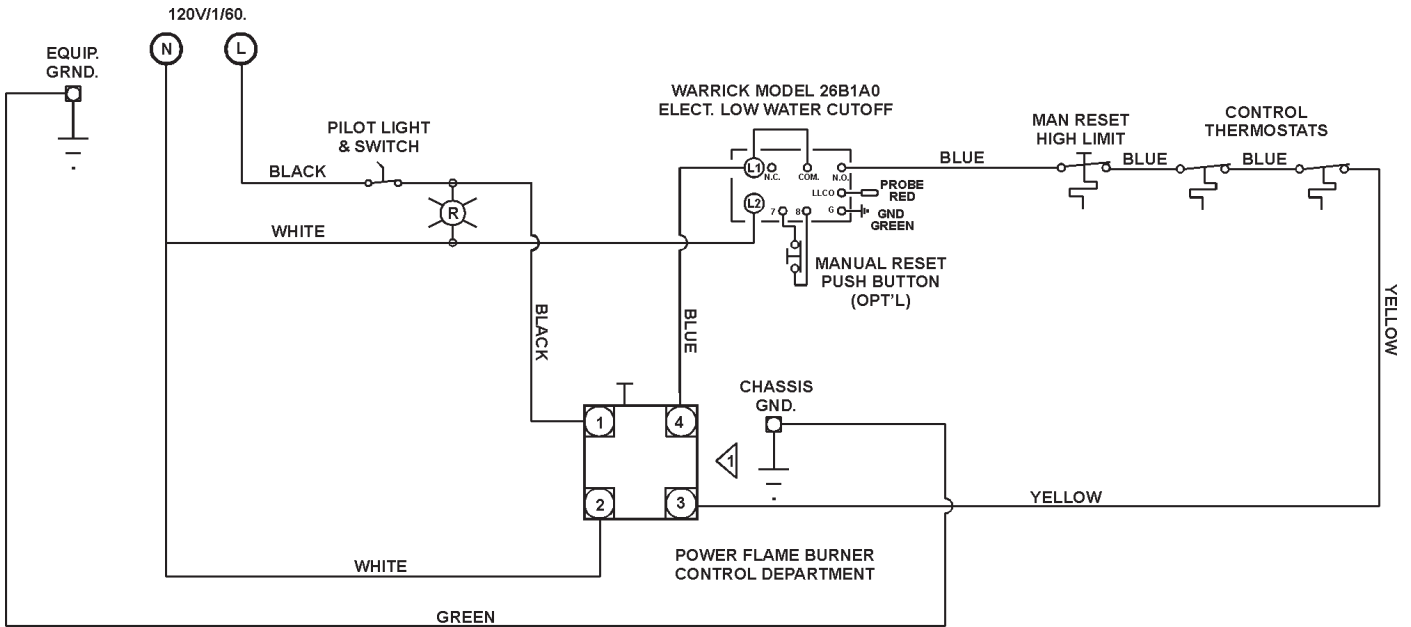 120V/1/60.
N
L
EQUIP.
GRND.
WARRICK MODEL 26B1A0
ELECT. LOW WATER CUTOFF
MAN RESET
HIGH LIMIT
CONTROL
THERMOSTATS
PILOT LIGHT
& SWITCH
BLACK
L1
N.C.
COM.
N.O.
BLUE
BLUE
BLUE
LLCO
PROBE
RED
R
L2
7
8
G
GND
GREEN
WHITE
MANUAL RESET
PUSH BUTTON
(OPT'L)
BLACK
BLUE
YELLOW
CHASSIS
GND.
1
4
1
2
3
YELLOW
POWER FLAME BURNER
CONTROL DEPARTMENT
WHITE
GREEN